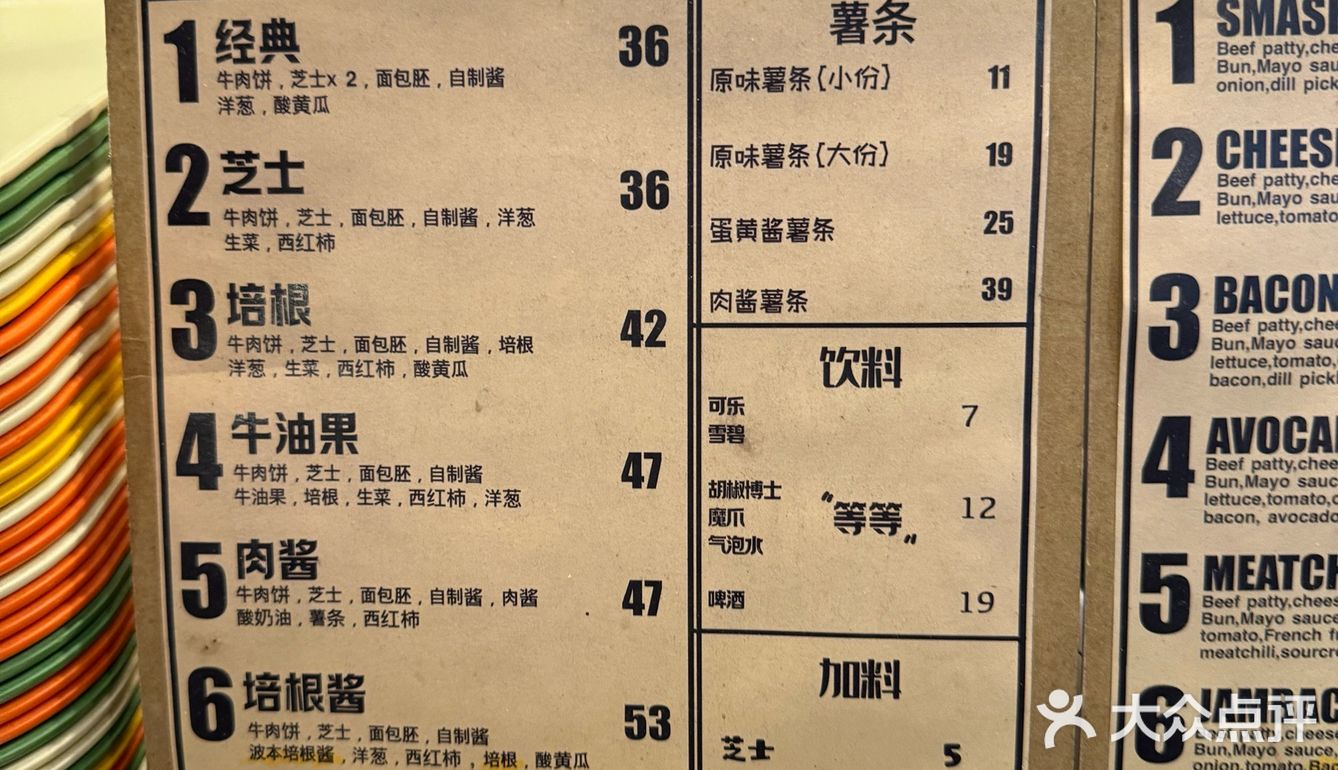 1 经典 36
牛肉饼，芝士x 2，面包胚，自制酱
洋葱，酸黄瓜
2 芝士 36
牛肉饼，芝士，面包胚，自制酱，洋葱
生菜，西红柿
3 培根 42
牛肉饼，芝士，面包胚，自制酱，培根
洋葱，生菜，西红柿，酸黄瓜
4 牛油果 47
牛肉饼，芝士，面包胚，自制酱
牛油果，培根，生菜，西红柿，洋葱
5 肉酱 47
牛肉饼，芝士，面包胚，自制酱，肉酱
酸奶油，薯条，西红柿
6 培根酱 53
牛肉饼，芝士，面包胚，自制酱
波本培根酱，洋葱，西红柿，培根，酸黄瓜
薯条
原味薯条(小份) 11
原味薯条(大份) 19
蛋黄酱薯条 25
肉酱薯条 39
饮料
可乐
雪碧
7
胡椒博士
魔爪
气泡水
“等等„
12
啤酒 19
加料
芝士 5
1 SMAS
Beef patty,chee
Bun,Mayo sau
onion,dill pick
2 CHEES
Beef patty,che
Bun,Mayo sau
lettuce,tomato
3 BACON
Beef patty,chee
Bun,Mayo sauc
lettuce,tomato,
bacon,dill pickl
4 AVOCA
Beef patty,chee
Bun,Mayo sauc
lettuce,tomato,o
bacon, avocado
5 MEATCH
Beef patty,chees
Bun,Mayo sauce
tomato,French f
meatchili,sourcre
6 JAMBAC
Bun,Mayo sauce,
onion,tomato,Bac
大众点评